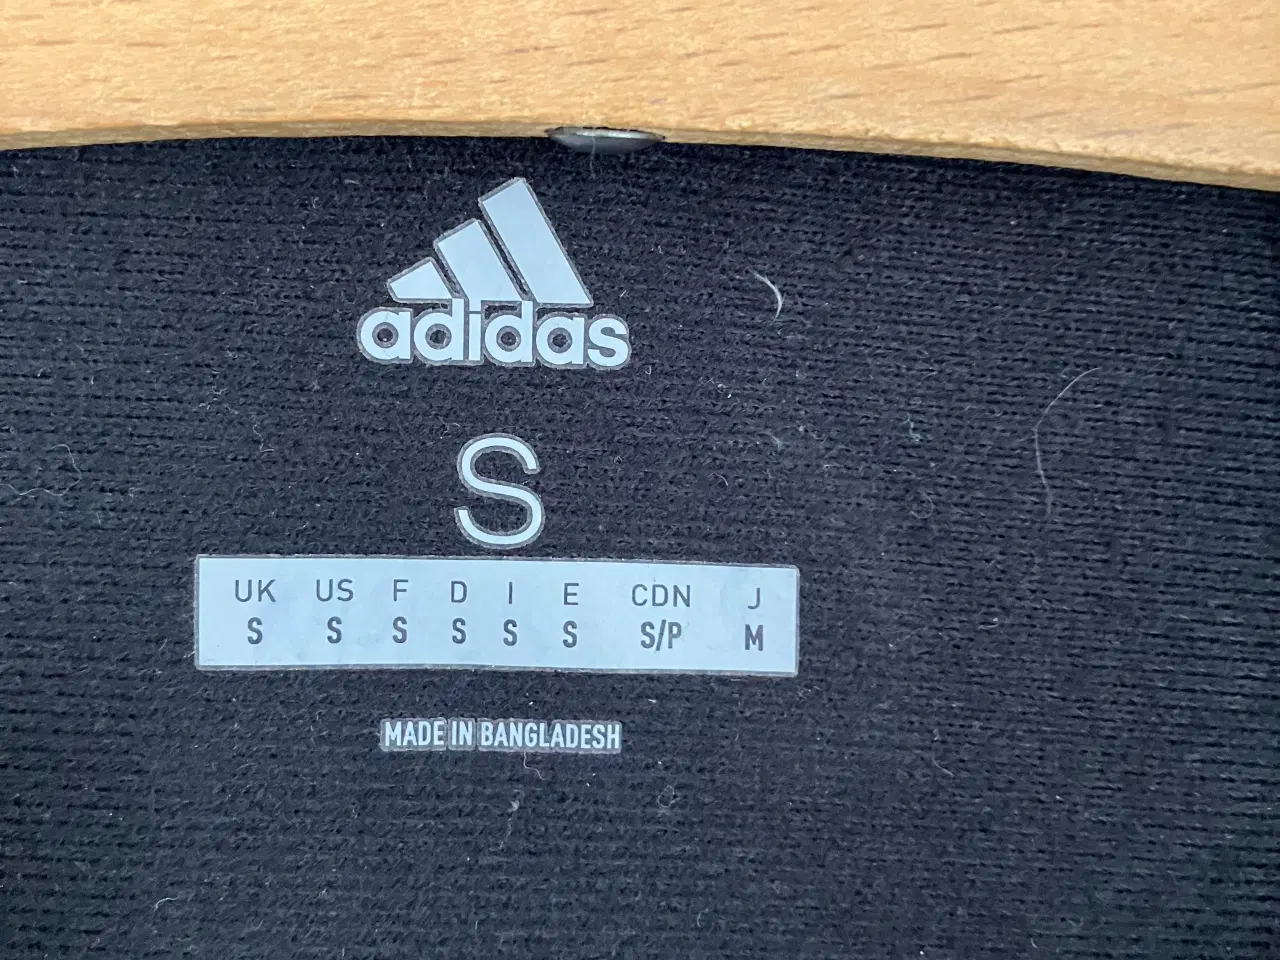 adidas
S
UK US F D I E CDN J
S S S S S S S/P M
MADE IN BANGLADESH